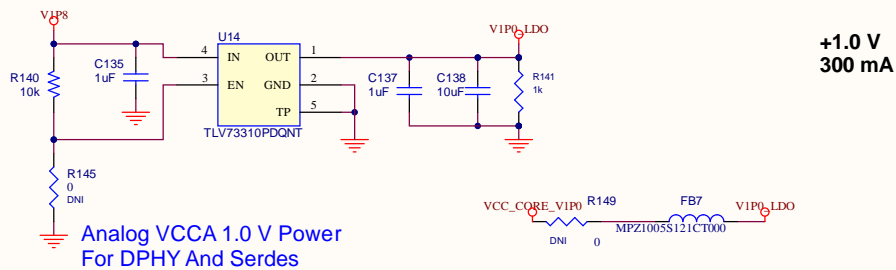 V1P8
U14
V1P0_LDO
+1.0 V
300 mA
4
IN
OUT
1
C135
1uF
R140
10k
3
EN
GND
2
C137
1uF
C138
10uF
R141
1k
TP
5
TLV73310PDQNT
R145
0
DNI
VCC_CORE_V1P0
R149
FB7
V1P0_LDO
MPZ1005S121CT000
DNI
0
Analog VCCA 1.0 V Power
For DPHY And Serdes